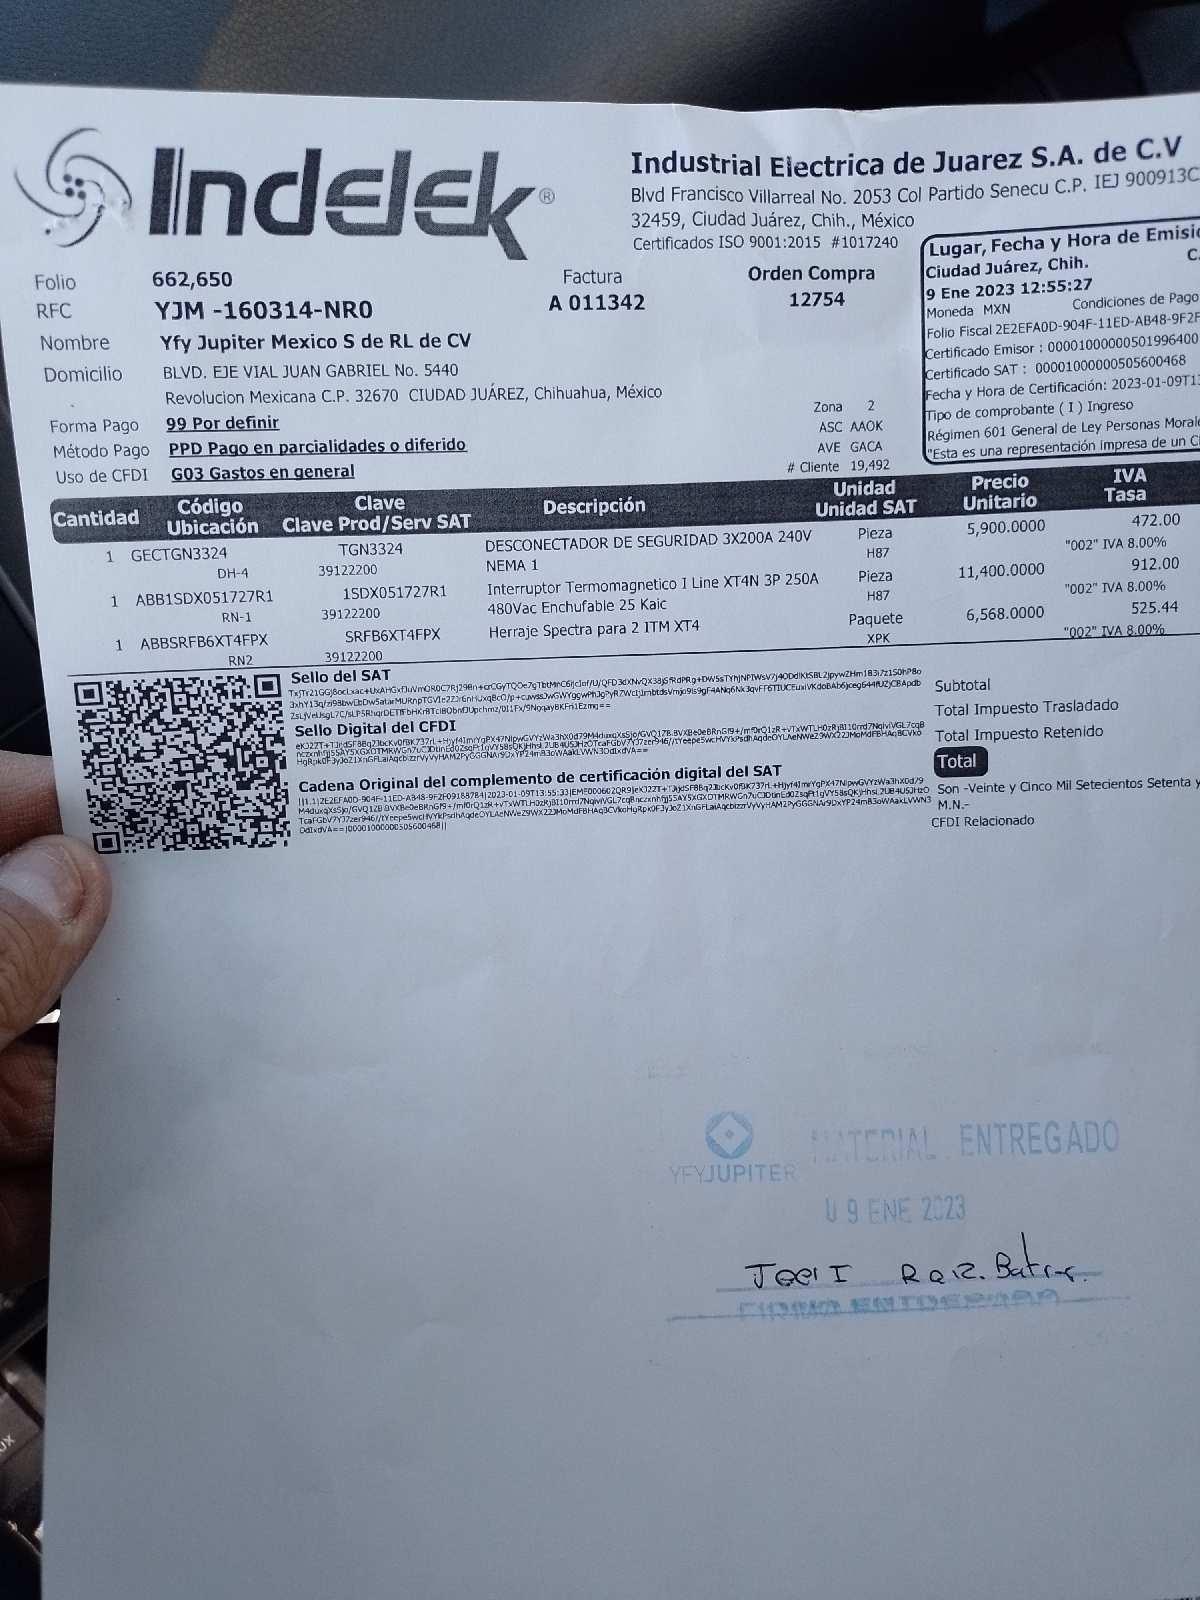 Indelek®
Industrial Electrica de Juarez S.A. de C.V
Blvd Francisco Villarreal No. 2053 Col Partido Senecu C.P. IEJ 900913C
32459, Ciudad Juárez, Chih., México
Certificados ISO 9001:2015 #1017240
Folio 662,650
Factura
A 011342
Orden Compra
12754
RFC YJM -160314-NR0
Nombre Yfy Jupiter Mexico S de RL de CV
Domicilio BLVD. EJE VIAL JUAN GABRIEL No. 5440
Revolucion Mexicana C.P. 32670 CIUDAD JUÁREZ, Chihuahua, México
Forma Pago 99 Por definir
Método Pago PPD Pago en parcialidades o diferido
Uso de CFDI G03 Gastos en general
Zona 2
ASC AAOK
AVE GACA
# Cliente 19,492
Lugar, Fecha y Hora de Emisi
Ciudad Juárez, Chih. C.
9 Ene 2023 12:55:27
Moneda MXN Condiciones de Pago
Folio Fiscal 2E2EFA0D-904F-11ED-AB48-9F2F
Certificado Emisor : 00001000000501996400
Certificado SAT : 00001000000505600468
Fecha y Hora de Certificación: 2023-01-09T13
Tipo de comprobante ( I ) Ingreso
Régimen 601 General de Ley Personas Moral
"Esta es una representación impresa de un C
Cantidad Código Ubicación Clave Clave Prod/Serv SAT Descripción Unidad Unidad SAT Precio Unitario IVA Tasa
1 GECTGN3324 TGN3324 DESCONECTADOR DE SEGURIDAD 3X200A 240V Pieza 5,900.0000 472.00
DH-4 39122200 NEMA 1 H87 "002" IVA 8.00%
1 ABB1SDX051727R1 1SDX051727R1 Interruptor Termomagnetico I Line XT4N 3P 250A Pieza 11,400.0000 912.00
RN-1 39122200 480Vac Enchufable 25 Kaic H87 "002" IVA 8.00%
1 ABBSRFB6XT4FPX SRFB6XT4FPX Herraje Spectra para 2 ITM XT4 Paquete 6,568.0000 525.44
RN2 39122200 XPK "002" IVA 8.00%
Sello del SAT
Sello Digital del CFDI
Cadena Original del complemento de certificación digital del SAT
Subtotal
Total Impuesto Trasladado
Total Impuesto Retenido
Total
Son -Veinte y Cinco Mil Setecientos Setenta y
M.N.-
CFDI Relacionado
YFYJUPITER
MATERIAL ENTREGADO
09 ENE 2023